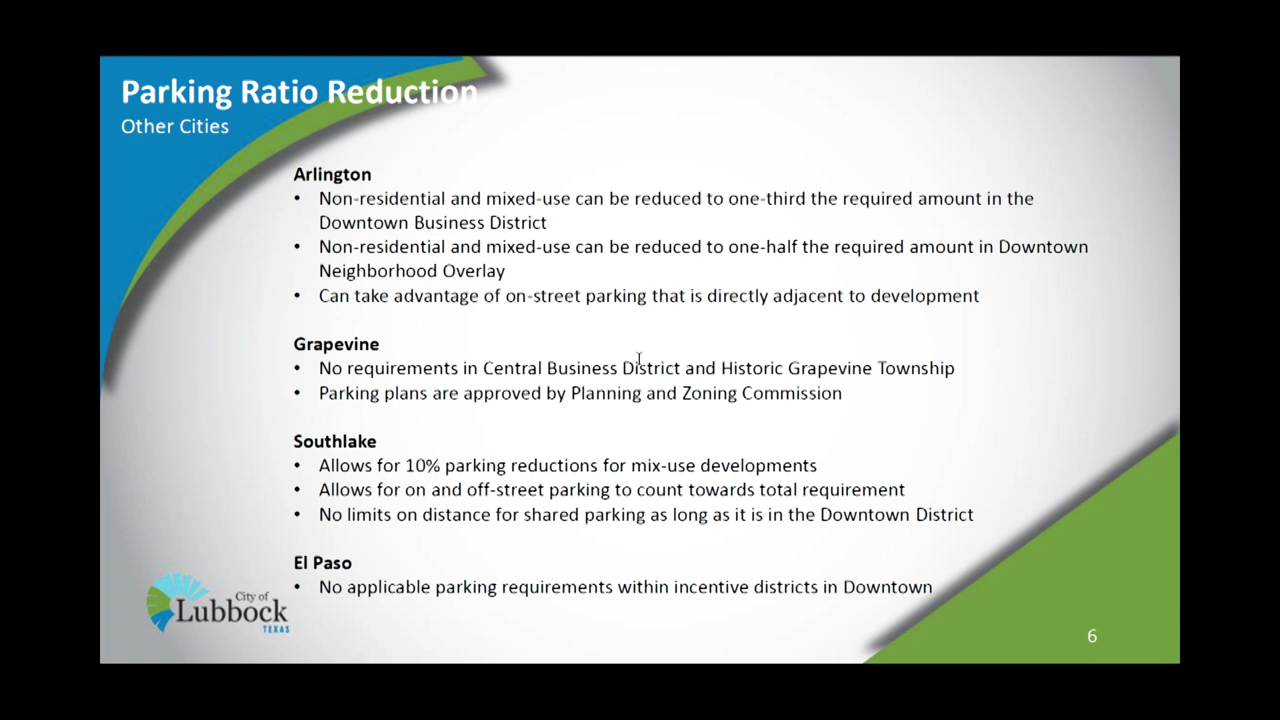 Parking Ratio Reduction
Other Cities
Arlington
• Non-residential and mixed-use can be reduced to one-third the required amount in the
Downtown Business District
• Non-residential and mixed-use can be reduced to one-half the required amount in Downtown
Neighborhood Overlay
• Can take advantage of on-street parking that is directly adjacent to development
Grapevine
• No requirements in Central Business District and Historic Grapevine Township
• Parking plans are approved by Planning and Zoning Commission
Southlake
• Allows for 10% parking reductions for mix-use developments
• Allows for on and off-street parking to count towards total requirement
• No limits on distance for shared parking as long as it is in the Downtown District
El Paso
• No applicable parking requirements within incentive districts in Downtown
City of
Lubbock
TEXAS
6